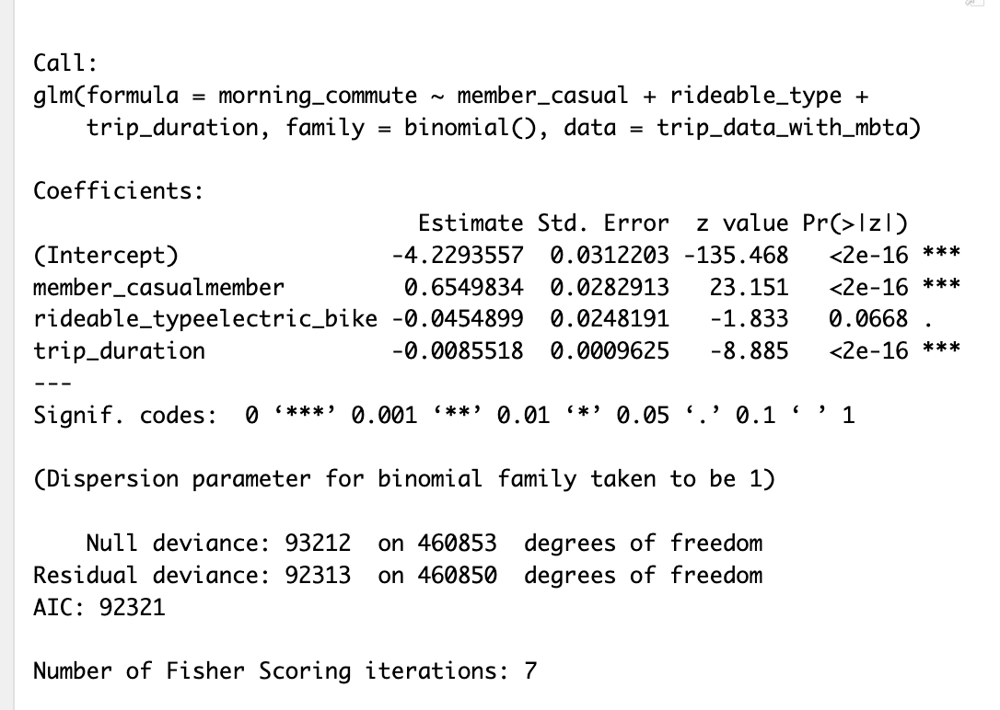 Call:
glm(formula = morning_commute ~ member_casual + rideable_type +
    trip_duration, family = binomial(), data = trip_data_with_mbta)

Coefficients:
                             Estimate Std. Error  z value Pr(>|z|)
(Intercept)                -4.2293557  0.0312203 -135.468   <2e-16 ***
member_casualmember         0.6549834  0.0282913   23.151   <2e-16 ***
rideable_typeelectric_bike -0.0454899  0.0248191   -1.833   0.0668 .
trip_duration              -0.0085518  0.0009625   -8.885   <2e-16 ***
---
Signif. codes:  0 ‘***’ 0.001 ‘**’ 0.01 ‘*’ 0.05 ‘.’ 0.1 ‘ ’ 1

(Dispersion parameter for binomial family taken to be 1)

    Null deviance: 93212  on 460853  degrees of freedom
Residual deviance: 92313  on 460850  degrees of freedom
AIC: 92321

Number of Fisher Scoring iterations: 7